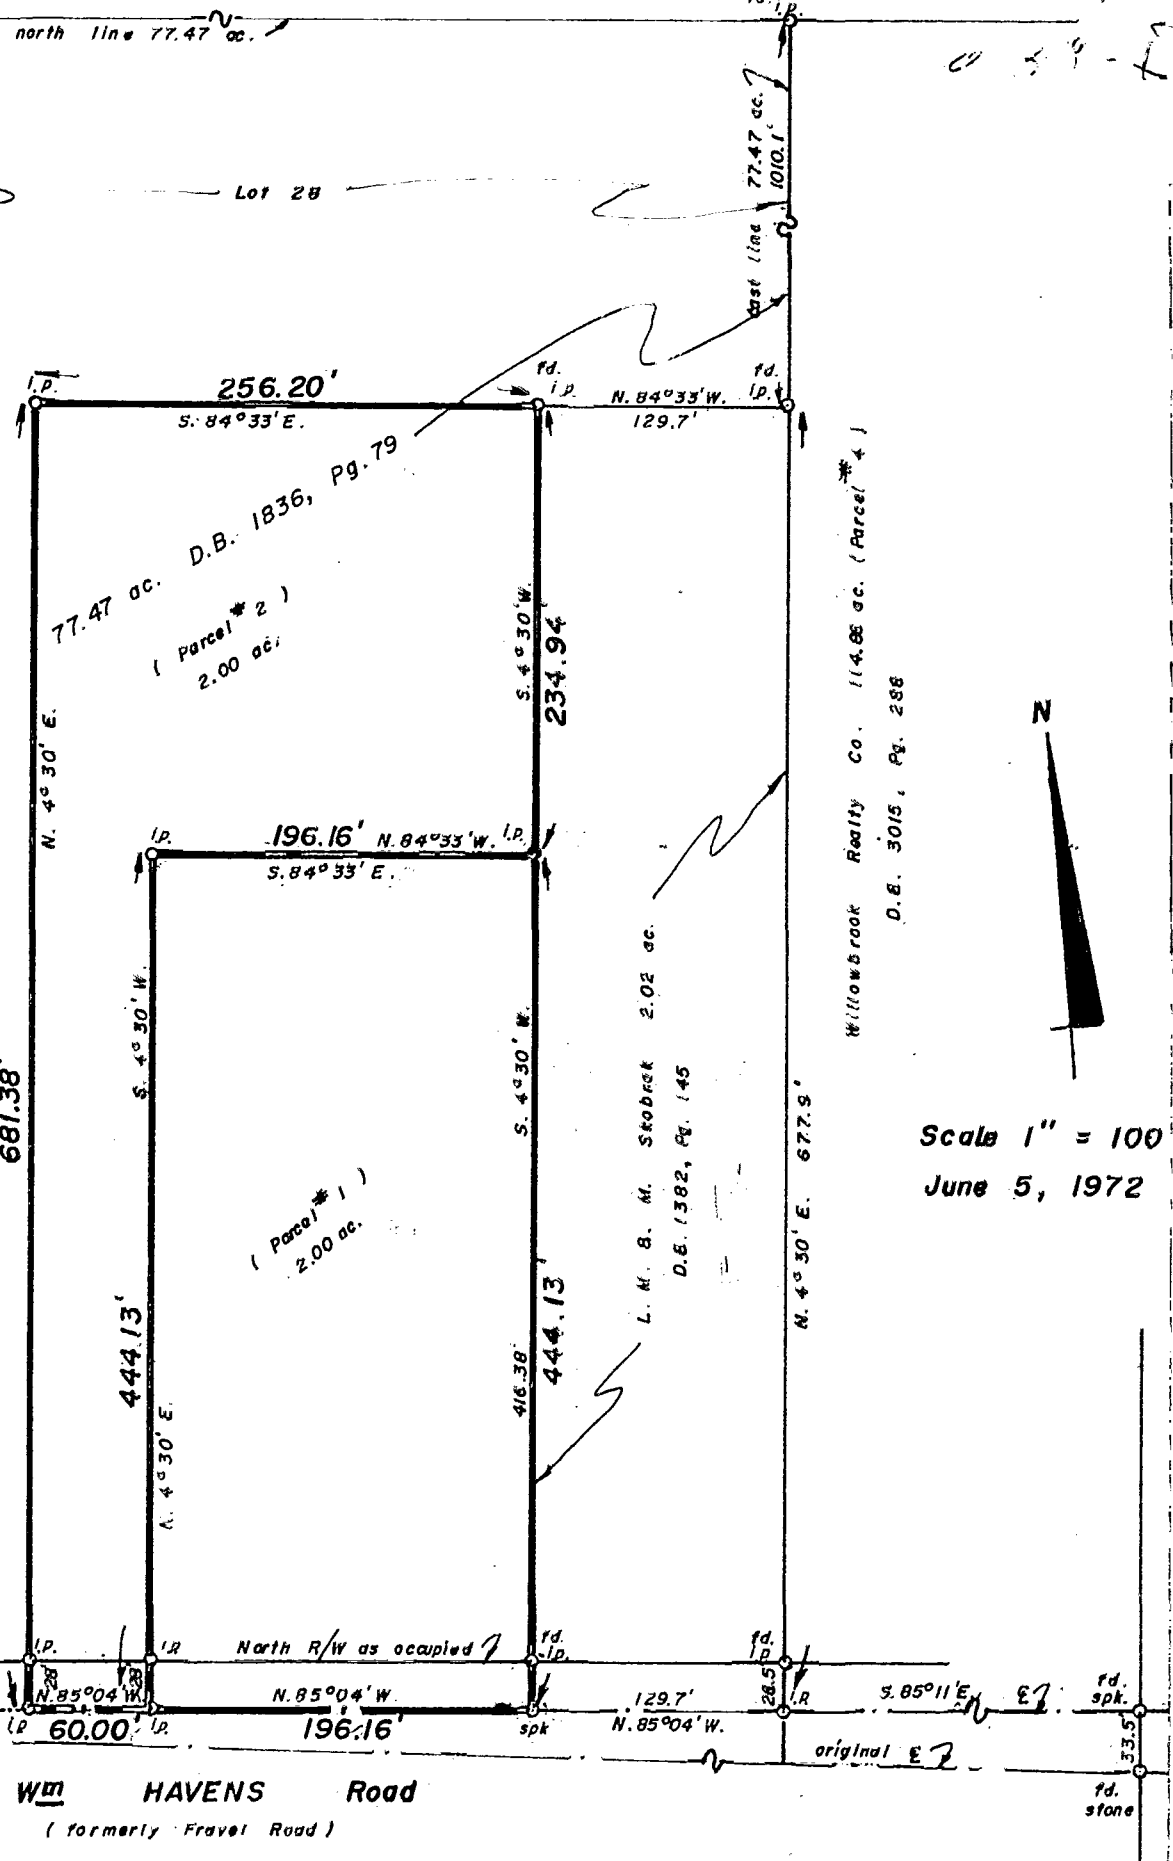 i.p.
north line 77.47 ac.
Lot 28
east line 77.47 ac.
1010.1'
i.p.
256.20'
S. 84°33' E.
fd.
i.p.
N. 84°33' W.
129.7'
fd.
i.p.
77.47 ac. D.B. 1836, Pg. 79
( Parcel # 2 )
2.00 ac.
N. 4° 30' E.
681.38'
S. 4° 30' W.
234.94'
Willowbrook Realty Co. 114.86 ac. ( Parcel # 4 )
D.B. 3015, Pg. 288
N
i.p.
196.16'
N. 84°33' W.
i.p.
S. 84°33' E.
S. 4° 30' W.
S. 4° 30' W.
L. M. & M. Skobrak 2.02 ac.
D.B. 1382, Pg. 145
N. 4° 30' E. 677.9'
Scale 1" = 100
June 5, 1972
( Parcel # 1 )
2.00 ac.
444.13'
N. 4° 30' E.
416.38'
444.13'
i.p.
i.p.
North R/W as occupied
fd.
i.p.
fd.
i.p.
28'
28'
28.5'
N. 85°04' W.
N. 85°04' W.
129.7'
i.p.
S. 85°11' E.
fd.
spk.
i.p.
60.00'
i.p.
196.16'
spk
N. 85°04' W.
33.5'
original ℄
fd.
stone
Wm HAVENS Road
( formerly Fravel Road )